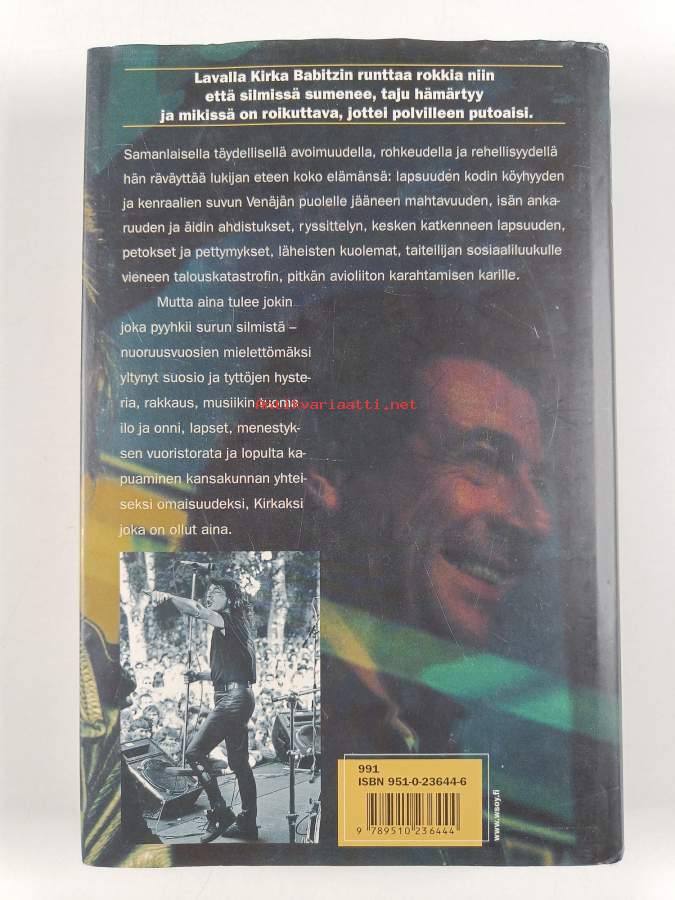 Lavalla Kirka Babitzin runttaa rokkia niin
että silmissä sumenee, taju hämärtyy
ja mikissä on roikuttava, jottei polvilleen putoaisi.
Samanlaisella täydellisellä avoimuudella, rohkeudella ja rehellisyydellä
hän räväyttää lukijan eteen koko elämänsä: lapsuuden kodin köyhyyden
ja kenraalien suvun Venäjän puolelle jääneen mahtavuuden, isän anka-
ruuden ja äidin ahdistukset, ryssittelyn, kesken katkenneen lapsuuden,
petokset ja pettymykset, läheisten kuolemat, taiteilijan sosiaaliluukulle
vieneen talouskatastrofin, pitkän avioliiton karahtamisen karille.
Mutta aina tulee jokin
joka pyyhkii surun silmistä –
nuoruusvuosien mielettömäksi
yltynyt suosio ja tyttöjen hyste-
ria, rakkaus, musiikin tuoma
Antikvariaatti.net
ilo ja onni, lapset, menestyk-
sen vuoristorata ja lopulta ka-
puaminen kansakunnan yhtei-
seksi omaisuudeksi, Kirkaksi
joka on ollut aina.
991
ISBN 951-0-23644-6
9 789510 236444
www.wsoy.fi